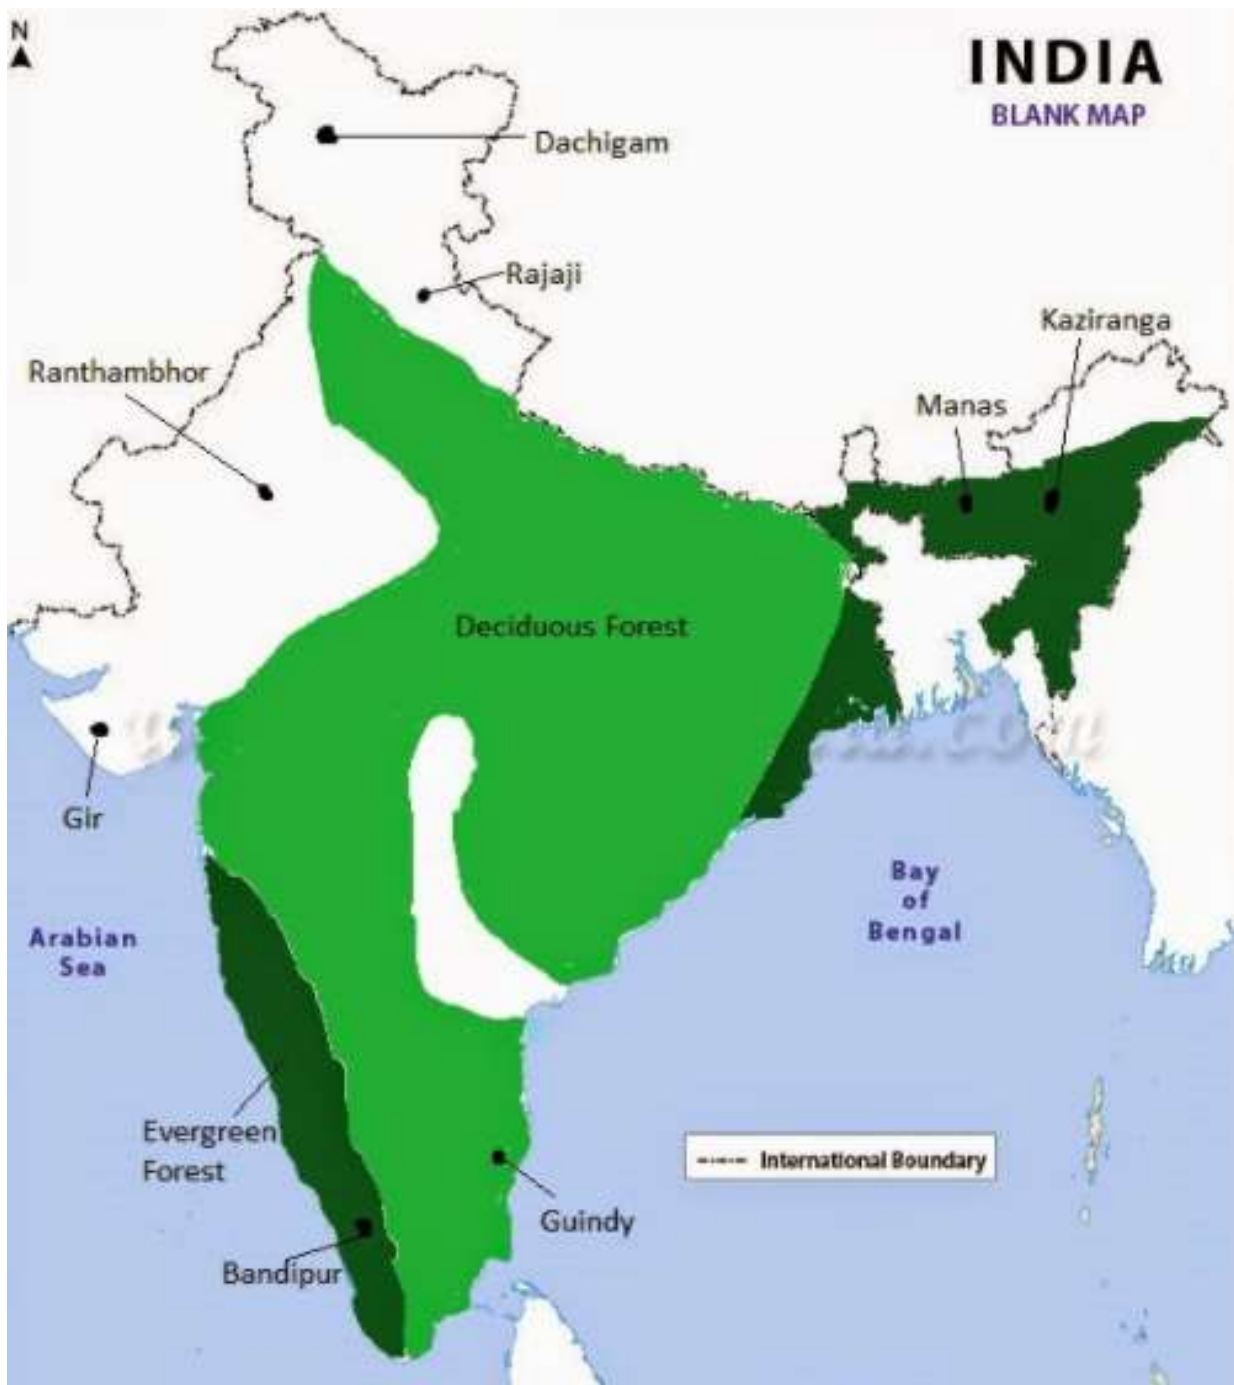 N
INDIA
BLANK MAP
Dachigam
Rajaji
Kaziranga
Ranthambhor
Manas
Deciduous Forest
Gir
Bay
of
Bengal
Arabian
Sea
Evergreen
Forest
International Boundary
Guindy
Bandipur